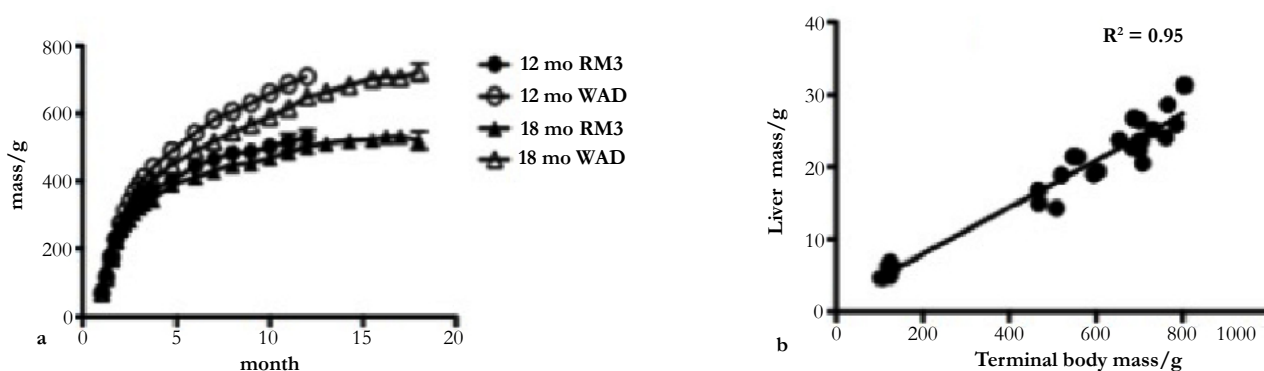 800
600
400
200
0
0 5 10 15 20
mass/g
month
a
12 mo RM3
12 mo WAD
18 mo RM3
18 mo WAD
R² = 0.95
40
30
20
10
0
0 200 400 600 800 1000
Liver mass/g
Terminal body mass/g
b